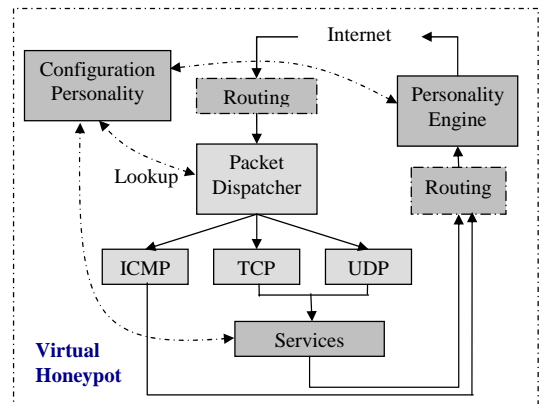 Internet
Configuration
Personality
Routing
Personality
Engine
Lookup
Packet
Dispatcher
Routing
ICMP
TCP
UDP
Services
Virtual
Honeypot